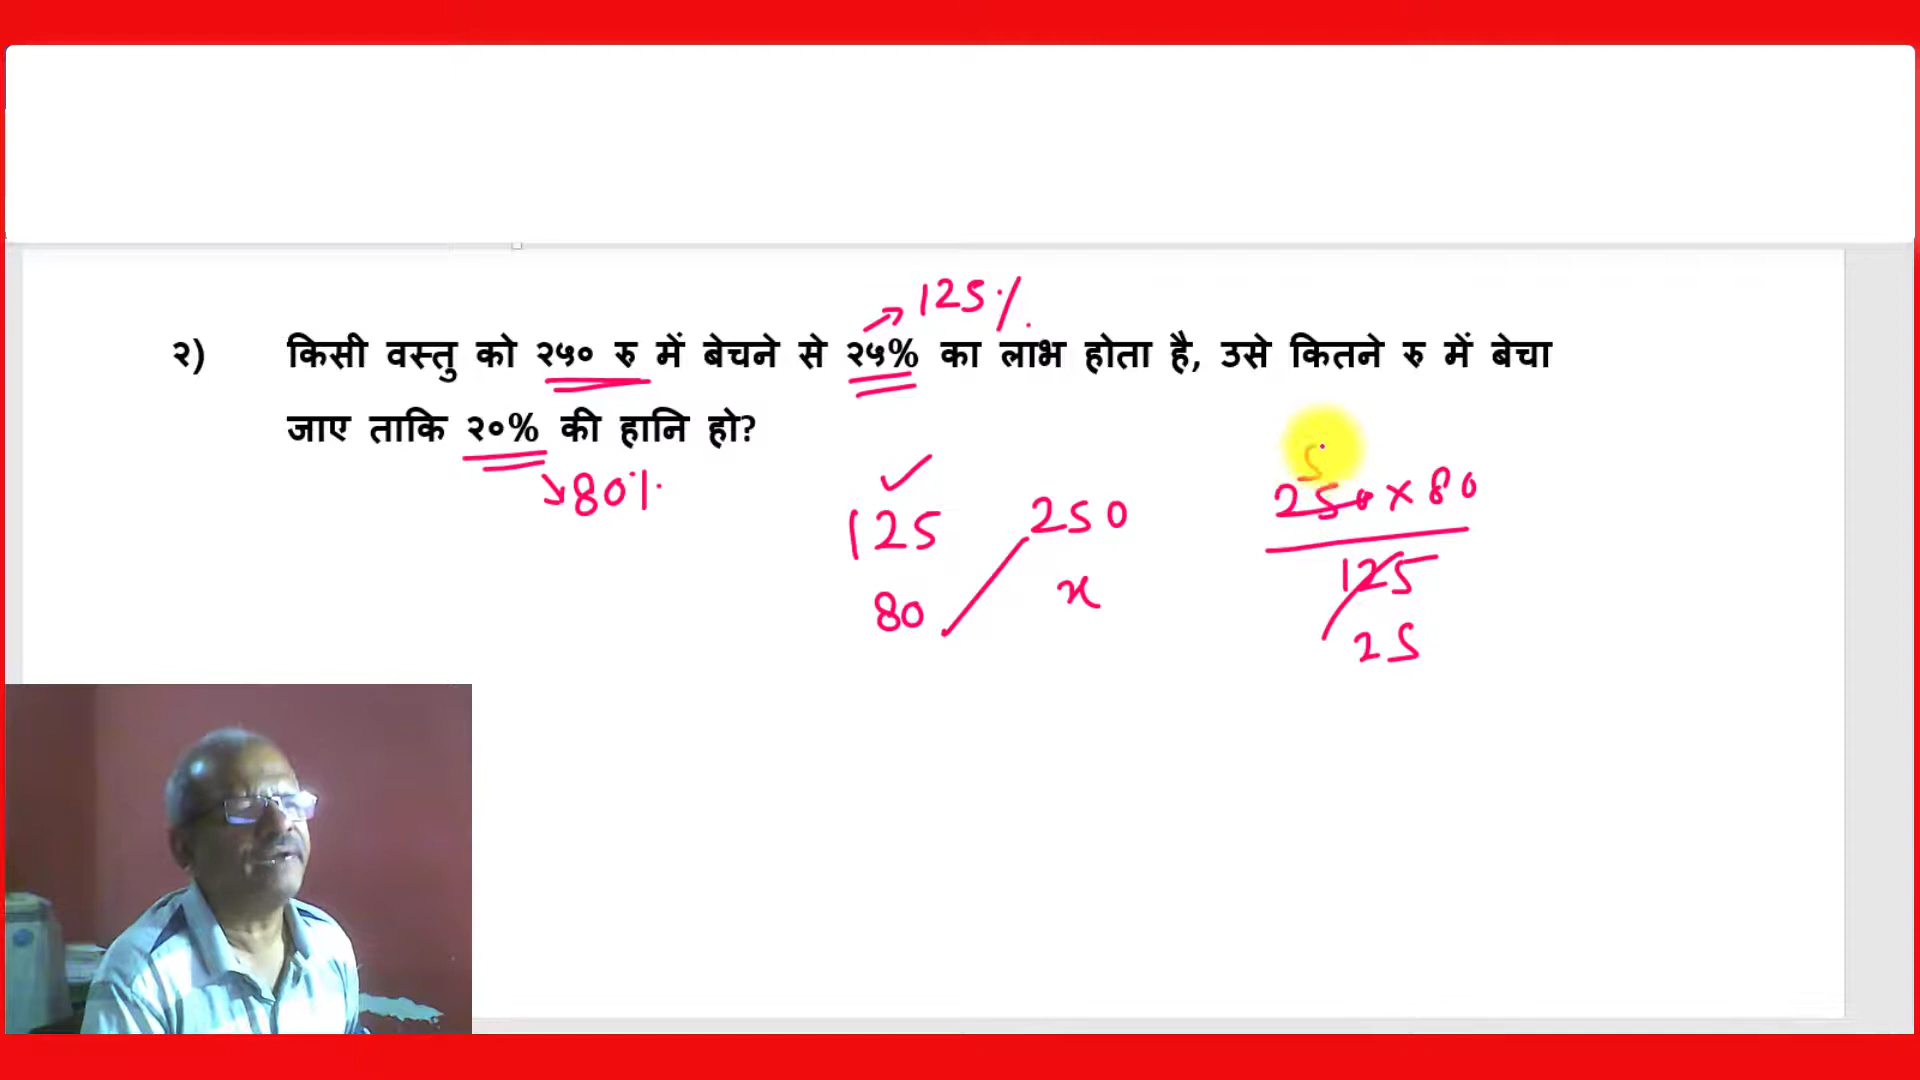 125%
२) किसी वस्तु को २५० रु में बेचने से २५% का लाभ होता है, उसे कितने रु में बेचा
जाए ताकि २०% की हानि हो?
80%
125 250
80 x
5
250 x 80
125
25